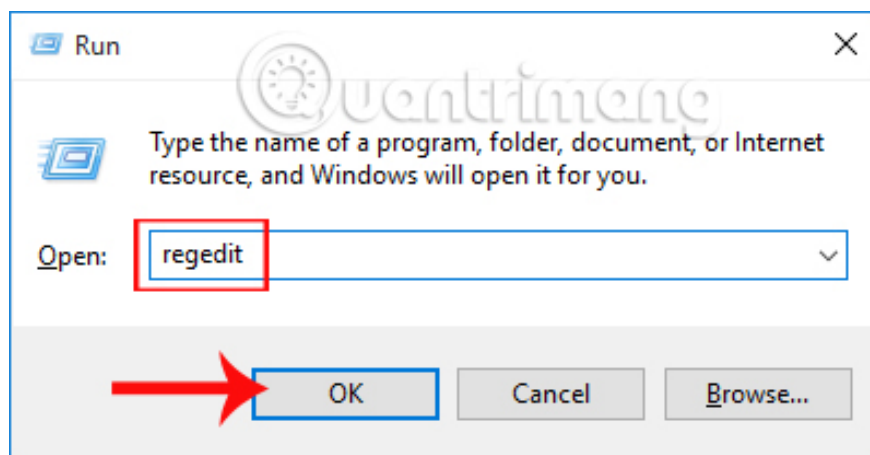 Run
Quantrimang
Type the name of a program, folder, document, or Internet
resource, and Windows will open it for you.
Open: regedit
OK Cancel Browse...